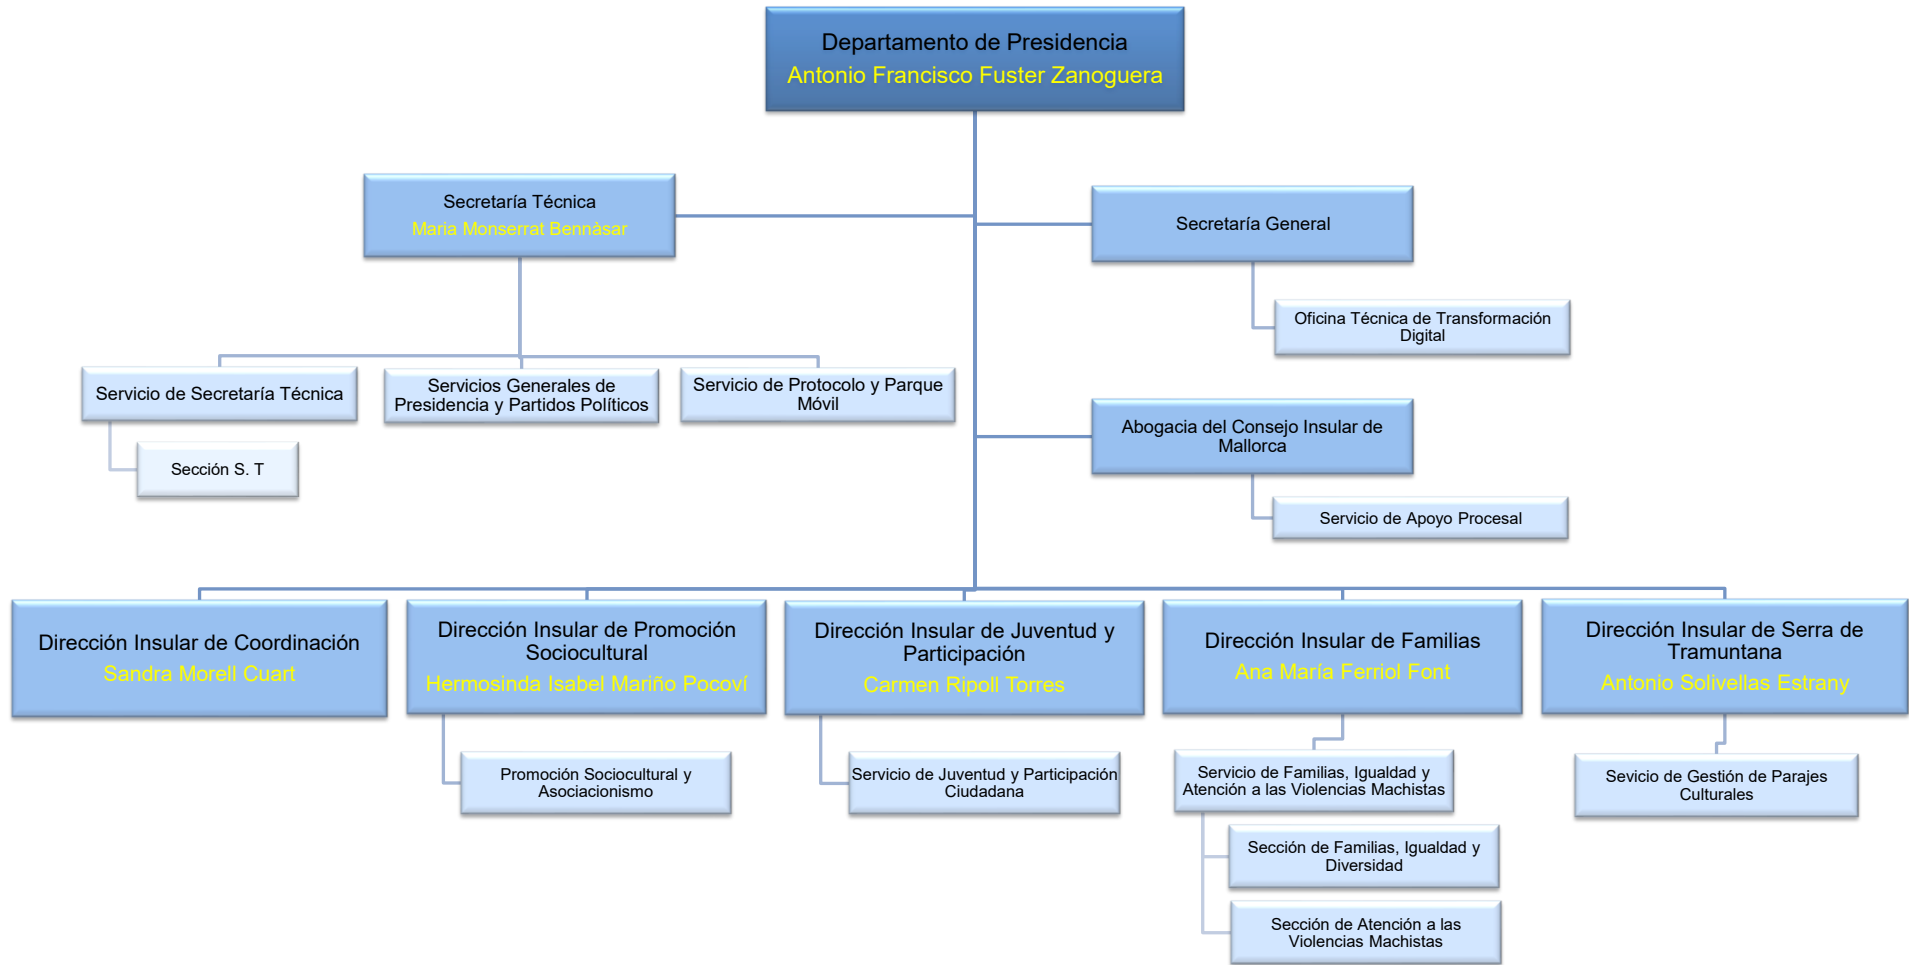 Departamento de Presidencia
Antonio Francisco Fuster Zanoguera
Secretaría Técnica
Maria Monserrat Bennàsar
Secretaría General
Oficina Técnica de Transformación
Digital
Servicio de Secretaría Técnica
Servicios Generales de
Presidencia y Partidos Políticos
Servicio de Protocolo y Parque
Móvil
Sección S. T
Abogacia del Consejo Insular de
Mallorca
Servicio de Apoyo Procesal
Dirección Insular de Coordinación
Sandra Morell Cuart
Dirección Insular de Promoción
Sociocultural
Hermosinda Isabel Mariño Pocoví
Dirección Insular de Juventud y
Participación
Carmen Ripoll Torres
Dirección Insular de Familias
Ana María Ferriol Font
Dirección Insular de Serra de
Tramuntana
Antonio Solivellas Estrany
Promoción Sociocultural y
Asociacionismo
Servicio de Juventud y Participación
Ciudadana
Servicio de Familias, Igualdad y
Atención a las Violencias Machistas
Sección de Familias, Igualdad y
Diversidad
Sección de Atención a las
Violencias Machistas
Sevicio de Gestión de Parajes
Culturales